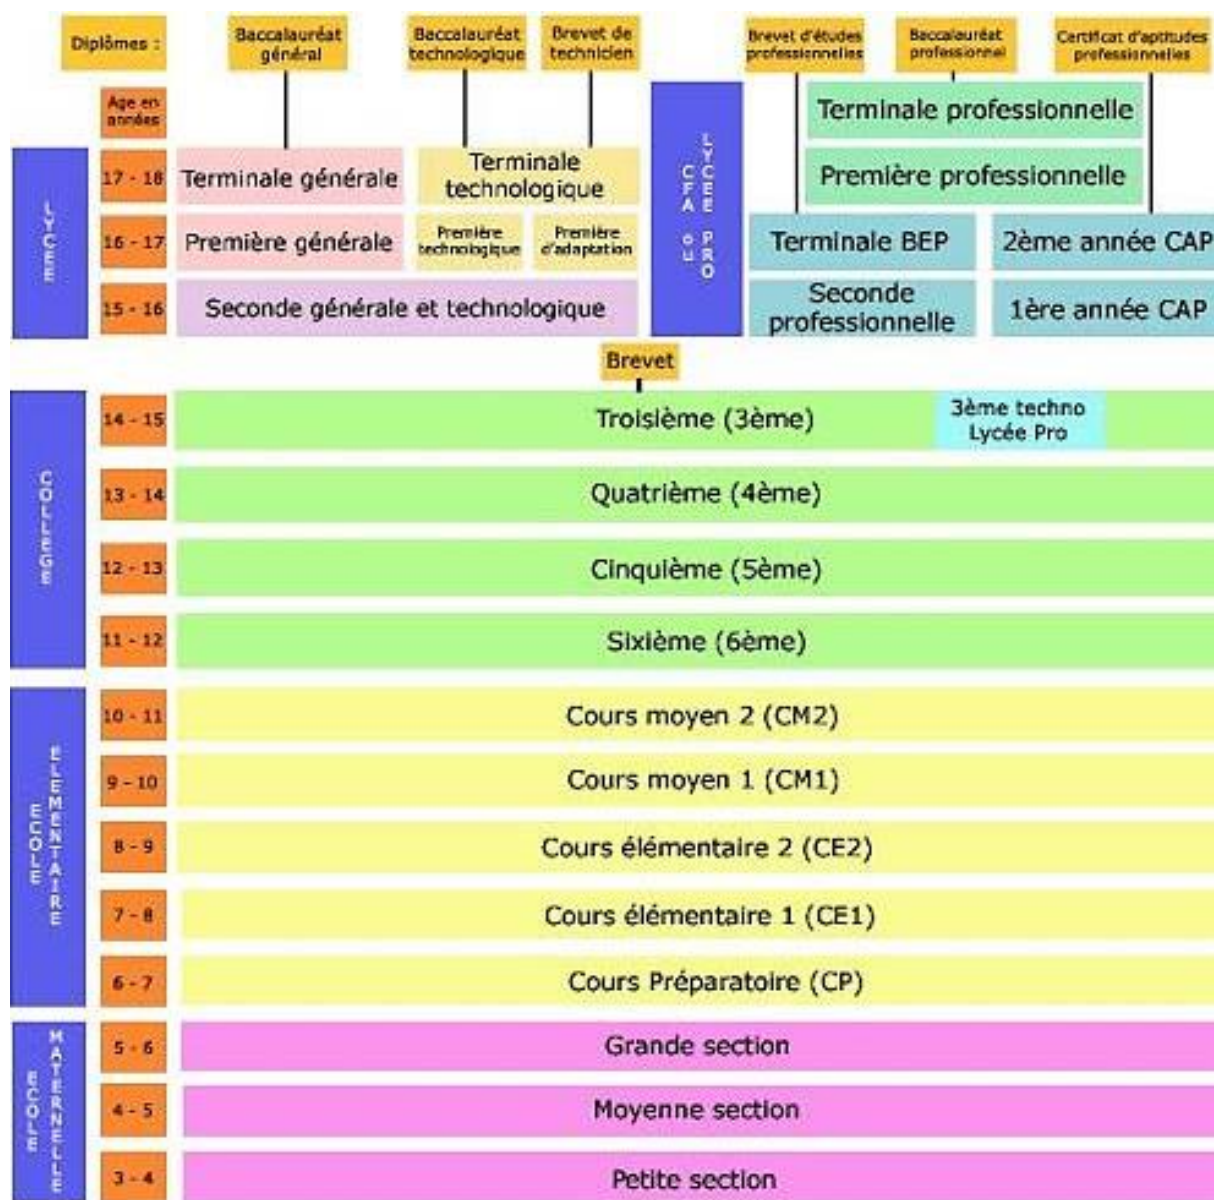 Diplômes :
Baccalauréat
général
Baccalauréat
technologique
Brevet de
technicien
Brevet d'études
professionnelles
Baccalauréat
professionnel
Certificat d'aptitudes
professionnelles
Age en
années
LYCEE PRO
CFA ou
Terminale professionnelle
LYCEE
17 - 18
Terminale générale
Terminale
technologique
Première professionnelle
16 - 17
Première générale
Première
technologique
Première
d'adaptation
Terminale BEP
2ème année CAP
15 - 16
Seconde générale et technologique
Seconde
professionnelle
1ère année CAP
Brevet
COLLEGE
14 - 15
Troisième (3ème)
3ème techno
Lycée Pro
13 - 14
Quatrième (4ème)
12 - 13
Cinquième (5ème)
11 - 12
Sixième (6ème)
ECOLE
ELEMENTAIRE
10 - 11
Cours moyen 2 (CM2)
9 - 10
Cours moyen 1 (CM1)
8 - 9
Cours élémentaire 2 (CE2)
7 - 8
Cours élémentaire 1 (CE1)
6 - 7
Cours Préparatoire (CP)
ECOLE
MATERNELLE
5 - 6
Grande section
4 - 5
Moyenne section
3 - 4
Petite section